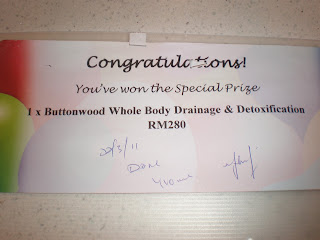 Congratulations!
You've won the Special Prize
1 x Buttonwood Whole Body Drainage & Detoxification
RM280
Done